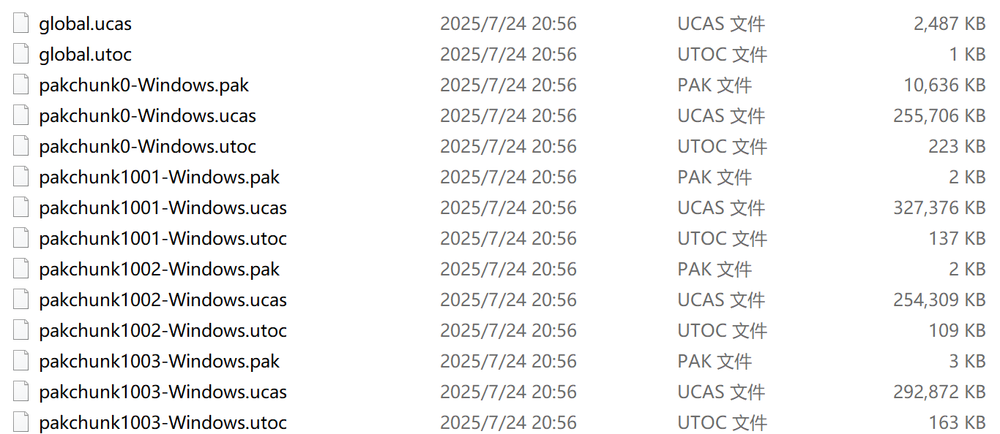 global.ucas 2025/7/24 20:56 UCAS 文件 2,487 KB
global.utoc 2025/7/24 20:56 UTOC 文件 1 KB
pakchunk0-Windows.pak 2025/7/24 20:56 PAK 文件 10,636 KB
pakchunk0-Windows.ucas 2025/7/24 20:56 UCAS 文件 255,706 KB
pakchunk0-Windows.utoc 2025/7/24 20:56 UTOC 文件 223 KB
pakchunk1001-Windows.pak 2025/7/24 20:56 PAK 文件 2 KB
pakchunk1001-Windows.ucas 2025/7/24 20:56 UCAS 文件 327,376 KB
pakchunk1001-Windows.utoc 2025/7/24 20:56 UTOC 文件 137 KB
pakchunk1002-Windows.pak 2025/7/24 20:56 PAK 文件 2 KB
pakchunk1002-Windows.ucas 2025/7/24 20:56 UCAS 文件 254,309 KB
pakchunk1002-Windows.utoc 2025/7/24 20:56 UTOC 文件 109 KB
pakchunk1003-Windows.pak 2025/7/24 20:56 PAK 文件 3 KB
pakchunk1003-Windows.ucas 2025/7/24 20:56 UCAS 文件 292,872 KB
pakchunk1003-Windows.utoc 2025/7/24 20:56 UTOC 文件 163 KB